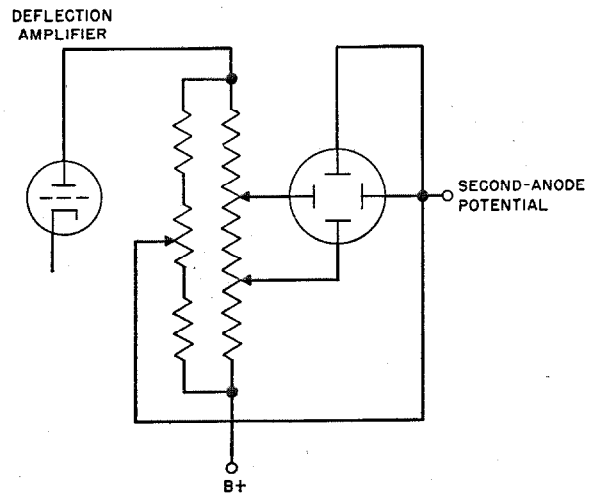 DEFLECTION
AMPLIFIER
SECOND-ANODE
POTENTIAL
B+